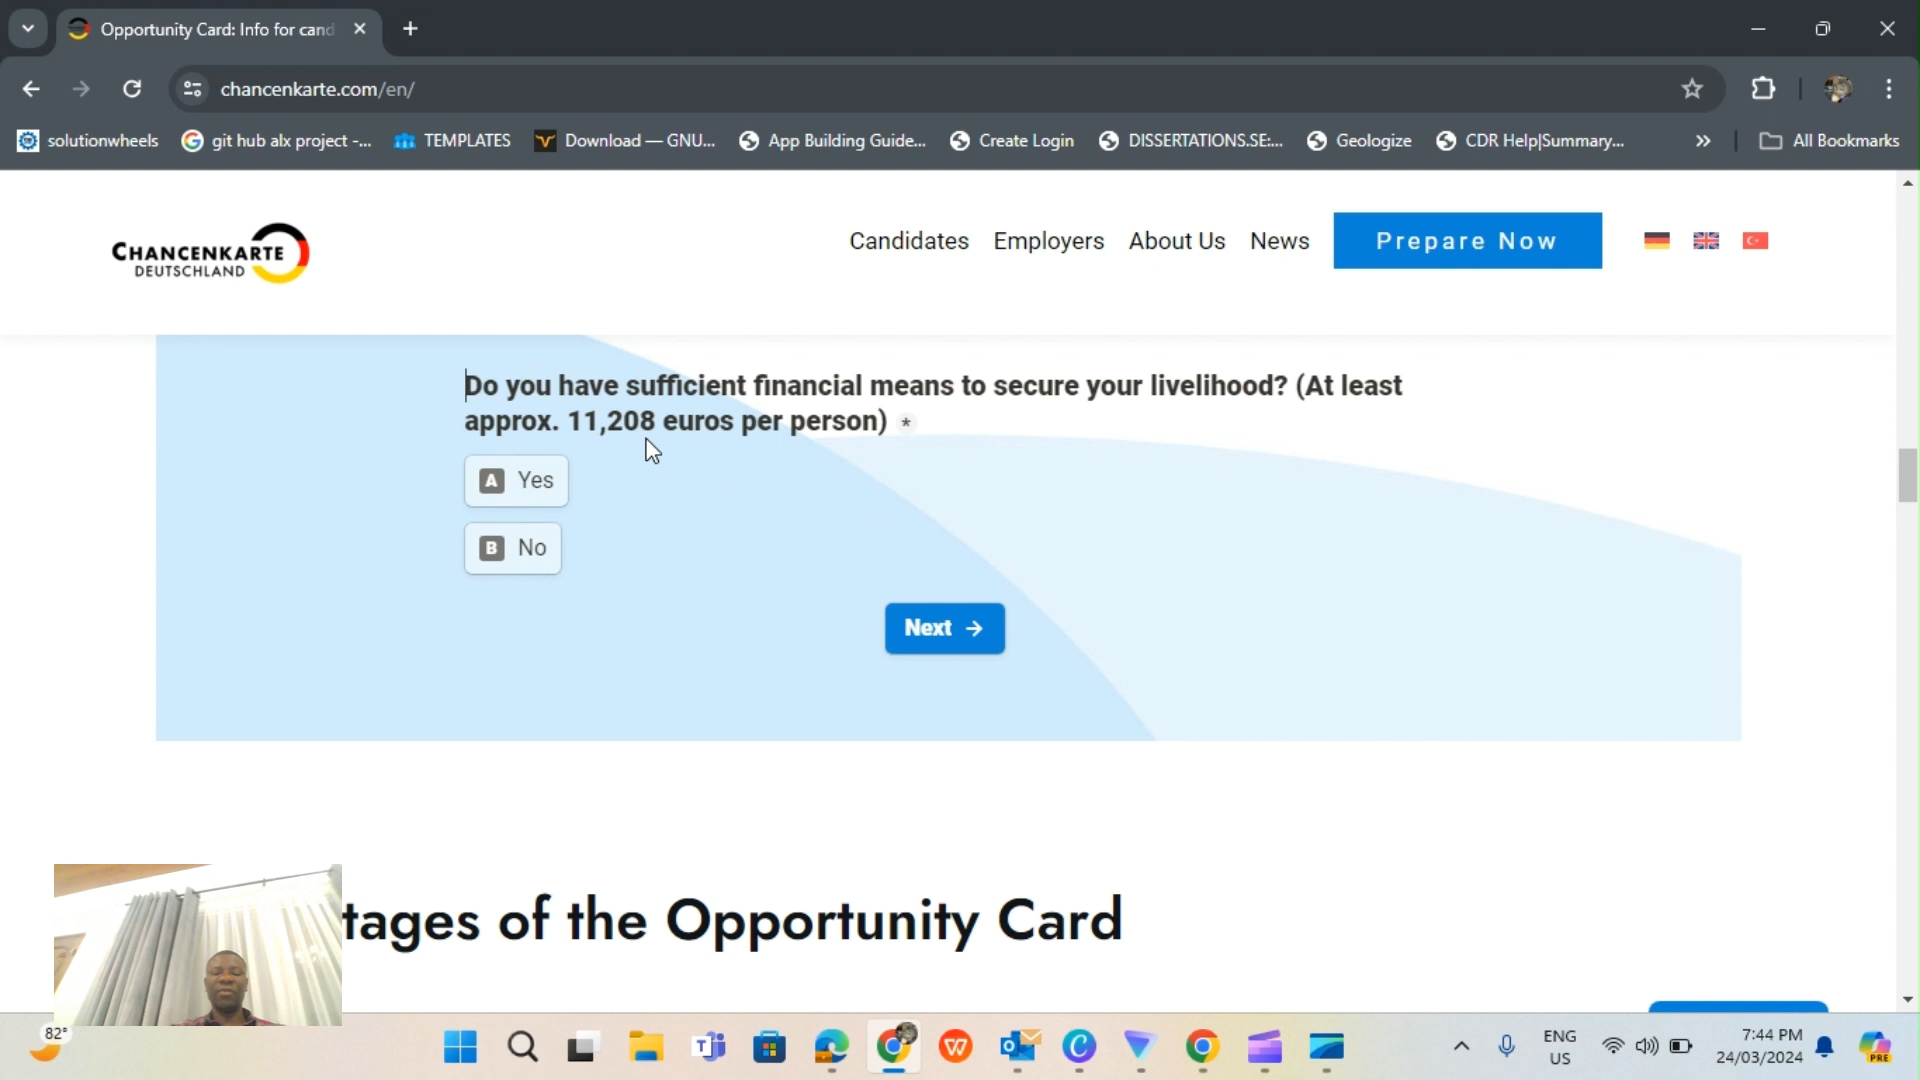 Opportunity Card: Info for cand
chancenkarte.com/en/
solutionwheels
git hub alx project -...
TEMPLATES
Download — GNU...
App Building Guide...
Create Login
DISSERTATIONS.SE:...
Geologize
CDR Help|Summary...
All Bookmarks
CHANCENKARTE
DEUTSCHLAND
Candidates
Employers
About Us
News
Prepare Now
Do you have sufficient financial means to secure your livelihood? (At least
approx. 11,208 euros per person) *
A Yes
B No
Next →
tages of the Opportunity Card
82°
ENG
US
7:44 PM
24/03/2024
PRE